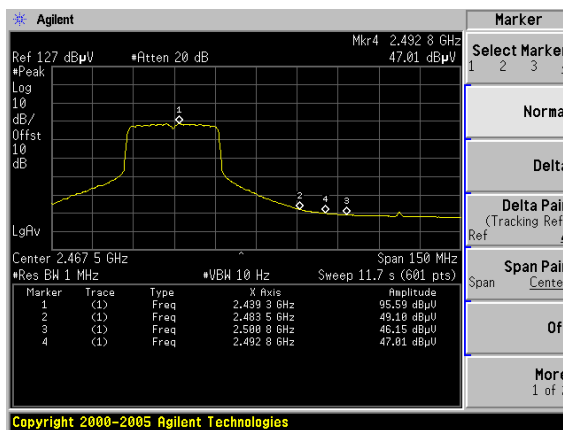 Agilent
Marker
Mkr4 2.492 8 GHz
Ref 127 dBµV #Atten 20 dB 47.01 dBµV
#Peak
Log
10
dB/
Offst
10
dB
LgAv
1
2
4
3
Center 2.467 5 GHz Span 150 MHz
#Res BW 1 MHz #VBW 10 Hz Sweep 11.7 s (601 pts)
Marker Trace Type X Axis Amplitude
1 (1) Freq 2.439 3 GHz 95.59 dBµV
2 (1) Freq 2.483 5 GHz 49.10 dBµV
3 (1) Freq 2.500 8 GHz 46.15 dBµV
4 (1) Freq 2.492 8 GHz 47.01 dBµV
Select Marker
1 2 3
Norma
Delta
Delta Pair
(Tracking Ref
Ref
Span Pair
Span Cente
Of
More
1 of
Copyright 2000-2005 Agilent Technologies